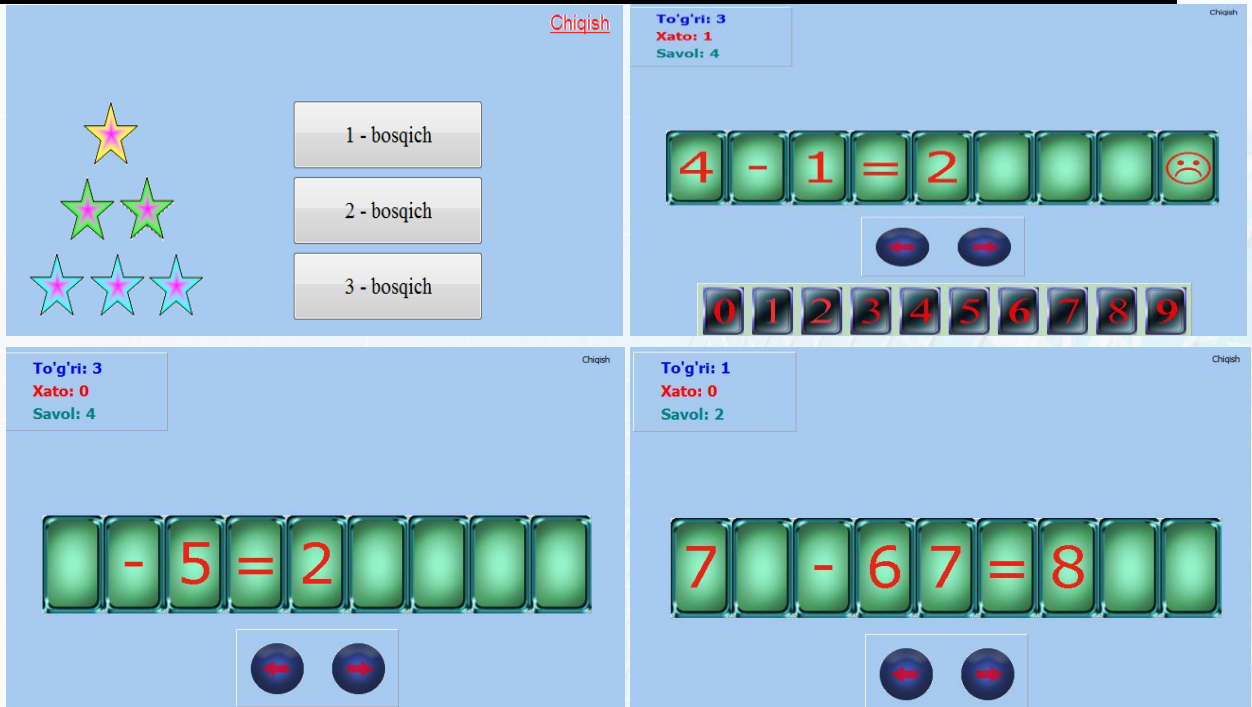 Chiqish
1 - bosqich
2 - bosqich
3 - bosqich
To'g'ri: 3
Xato: 1
Savol: 4
Chiqish
4 - 1 = 2
0 1 2 3 4 5 6 7 8 9
To'g'ri: 3
Xato: 0
Savol: 4
Chiqish
- 5 = 2
To'g'ri: 1
Xato: 0
Savol: 2
Chiqish
7 - 6 7 = 8